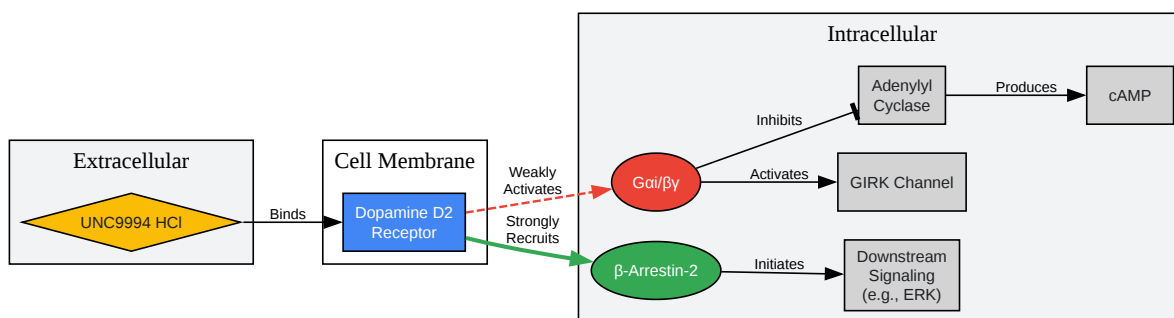 Extracellular
UNC9994 HCl
Binds
Cell Membrane
Dopamine D2
Receptor
Weakly
Activates
Strongly
Recruits
Intracellular
Gαi/βγ
Inhibits
Adenylyl
Cyclase
Produces
cAMP
Activates
GIRK Channel
β-Arrestin-2
Initiates
Downstream
Signaling
(e.g., ERK)